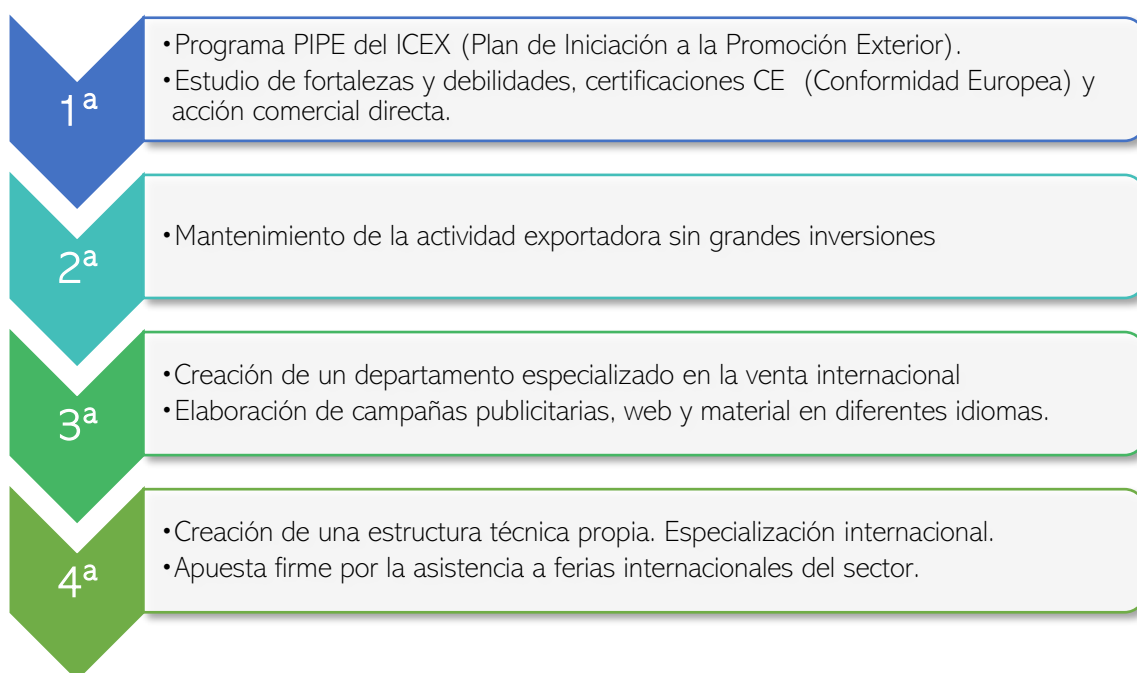 1ª
•Programa PIPE del ICEX (Plan de Iniciación a la Promoción Exterior).
•Estudio de fortalezas y debilidades, certificaciones CE (Conformidad Europea) y
acción comercial directa.
2ª
•Mantenimiento de la actividad exportadora sin grandes inversiones
3ª
•Creación de un departamento especializado en la venta internacional
•Elaboración de campañas publicitarias, web y material en diferentes idiomas.
4ª
•Creación de una estructura técnica propia. Especialización internacional.
•Apuesta firme por la asistencia a ferias internacionales del sector.